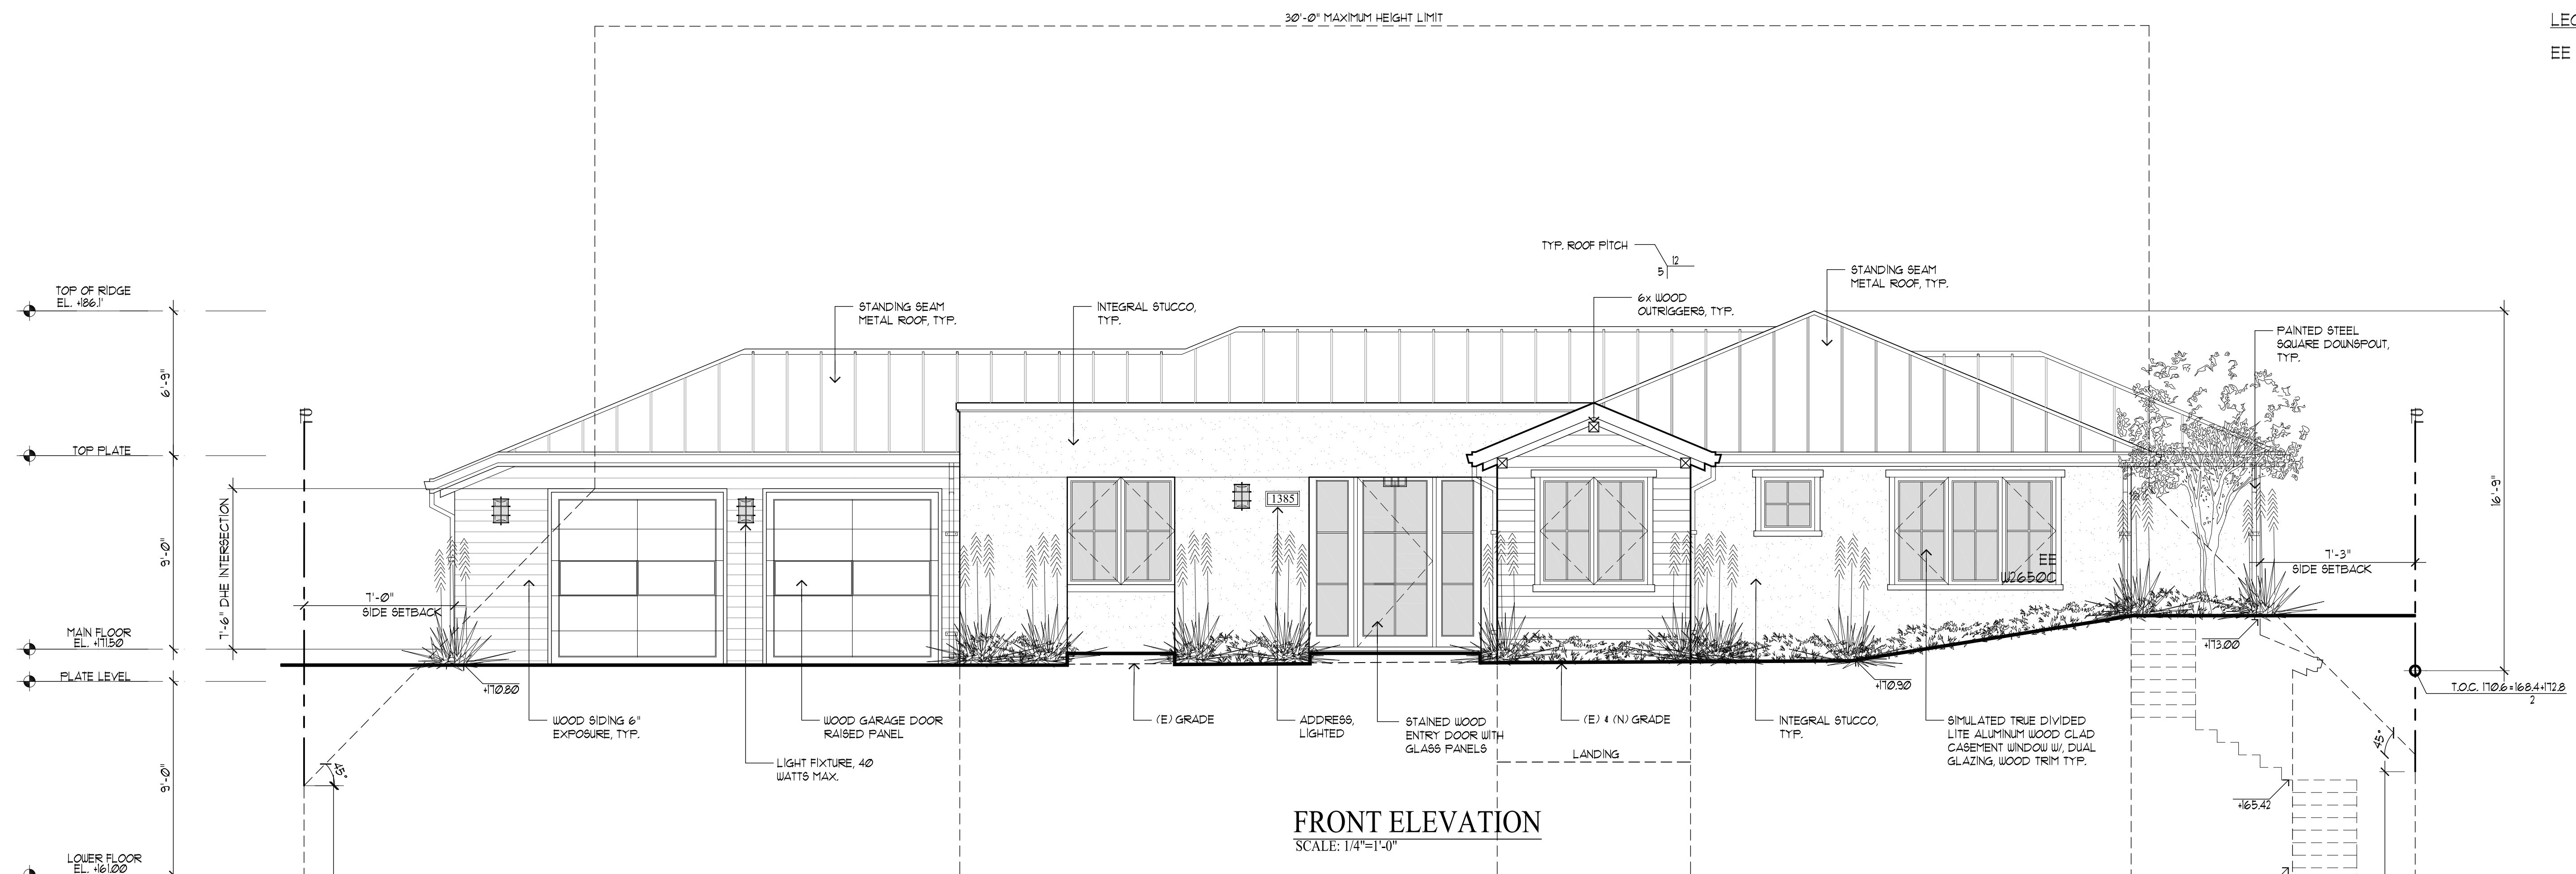 30'-0" MAXIMUM HEIGHT LIMIT
EE
TYP. ROOF PITCH
12
5
TOP OF RIDGE
EL. +186.1'
STANDING SEAM
METAL ROOF, TYP.
INTEGRAL STUCCO,
TYP.
6x WOOD
OUTRIGGERS, TYP.
STANDING SEAM
METAL ROOF, TYP.
PAINTED STEEL
SQUARE DOWNSPOUT,
TYP.
6'-9"
TOP PLATE
9'-0"
7'-6" DHE INTERSECTION
16'-9"
1385
EE
W2650C
7'-0"
SIDE SETBACK
7'-3"
SIDE SETBACK
MAIN FLOOR
EL. +171.50
PLATE LEVEL
+170.80
+170.90
+173.00
T.O.C. 170.6=168.4+172.8
2
WOOD SIDING 6"
EXPOSURE, TYP.
WOOD GARAGE DOOR
RAISED PANEL
(E) GRADE
ADDRESS,
LIGHTED
STAINED WOOD
ENTRY DOOR WITH
GLASS PANELS
(E) & (N) GRADE
INTEGRAL STUCCO,
TYP.
SIMULATED TRUE DIVIDED
LITE ALUMINUM WOOD CLAD
CASEMENT WINDOW W/, DUAL
GLAZING, WOOD TRIM TYP.
LANDING
LIGHT FIXTURE, 40
WATTS MAX.
45°
45°
9'-0"
+165.42
FRONT ELEVATION
SCALE: 1/4"=1'-0"
LOWER FLOOR
EL. +161.00